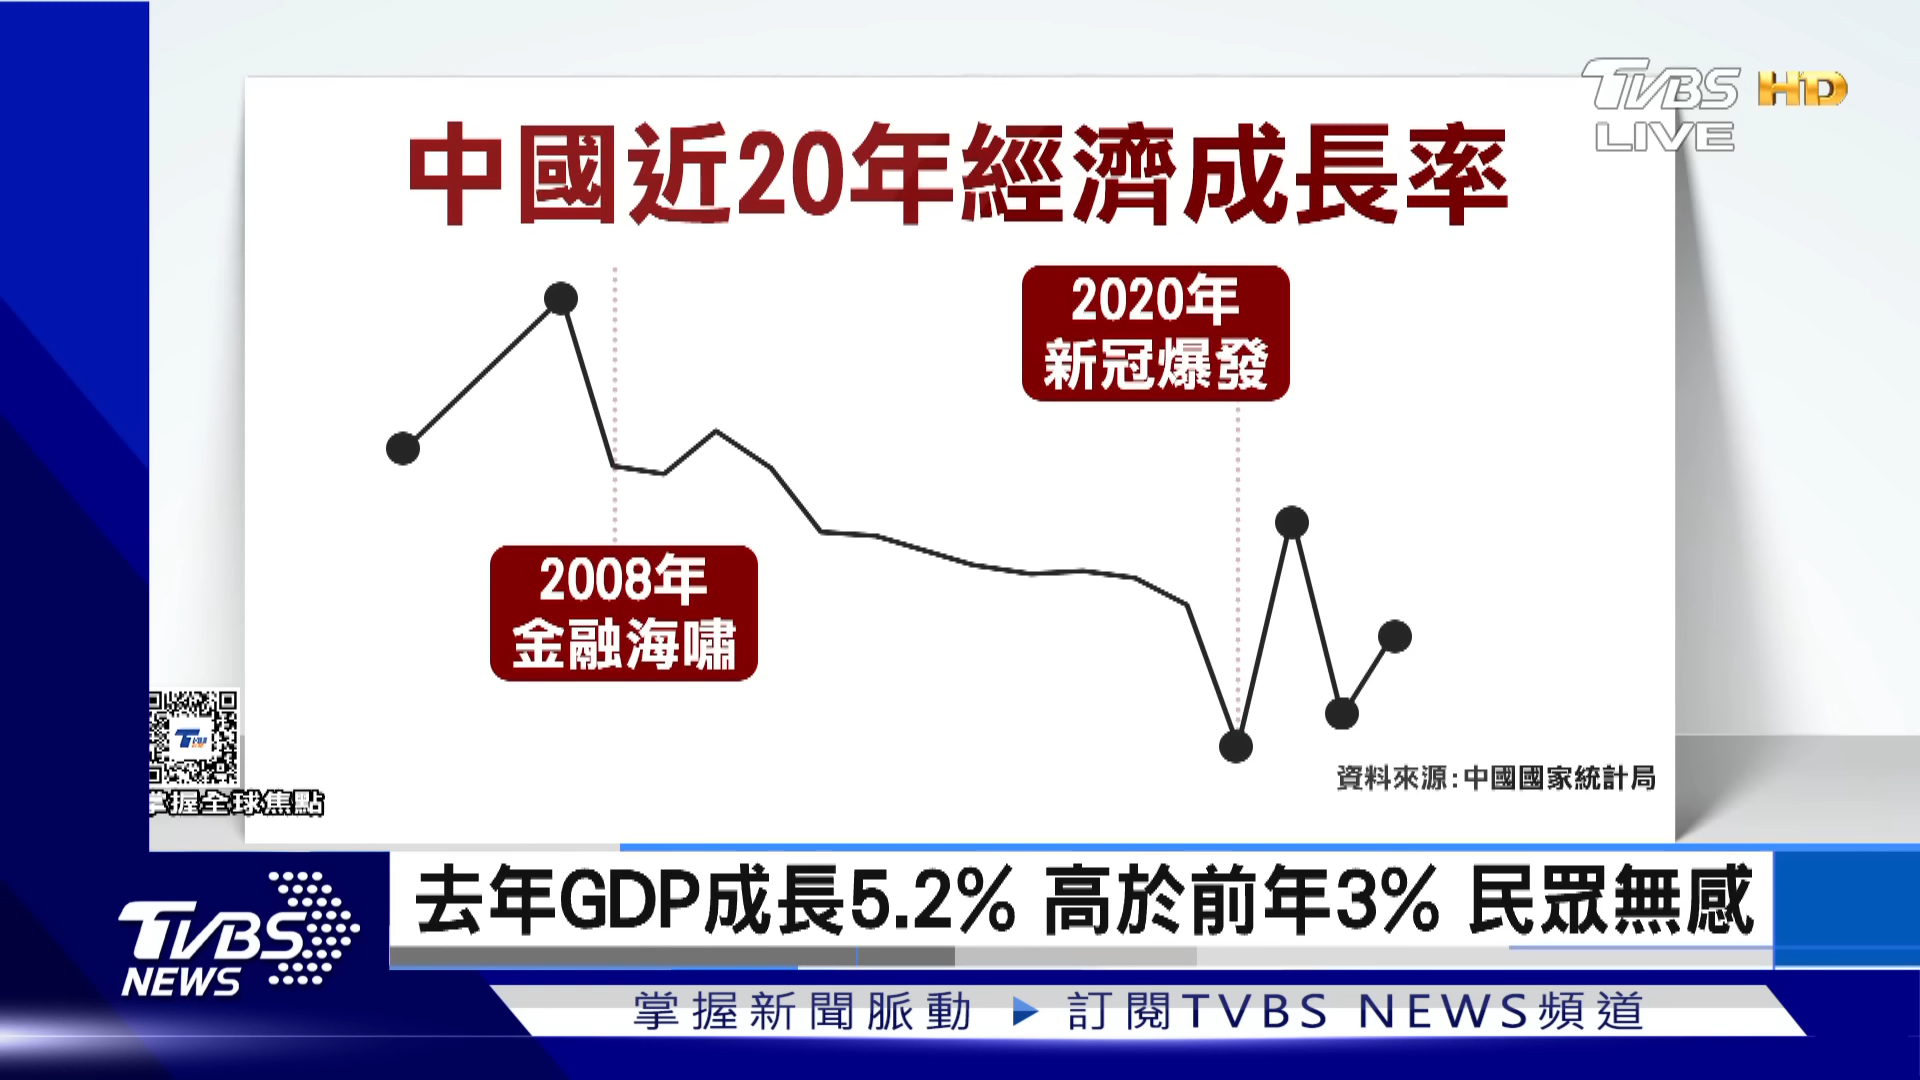 TVBS HD
LIVE
中國近20年經濟成長率
2020年
新冠爆發
2008年
金融海嘯
資料來源:中國國家統計局
掌握全球焦點
去年GDP成長5.2% 高於前年3% 民眾無感
TVBS
NEWS
掌握新聞脈動 ▶ 訂閱TVBS NEWS頻道